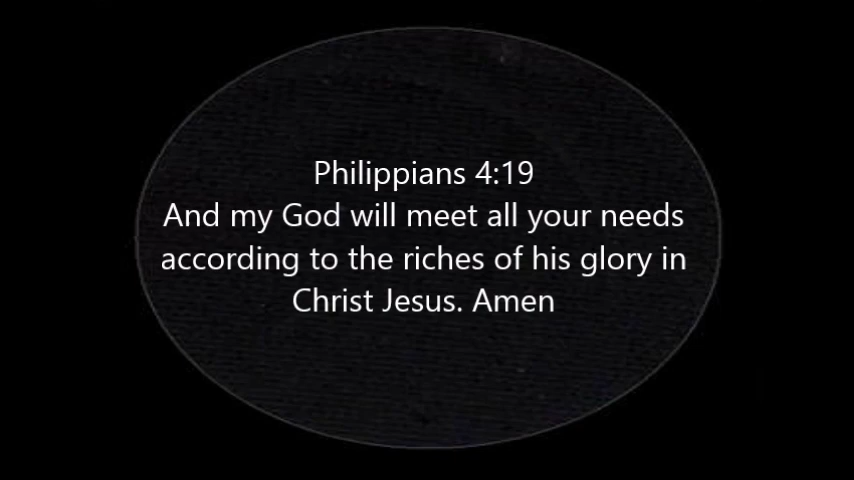 Philippians 4:19
And my God will meet all your needs
according to the riches of his glory in
Christ Jesus. Amen